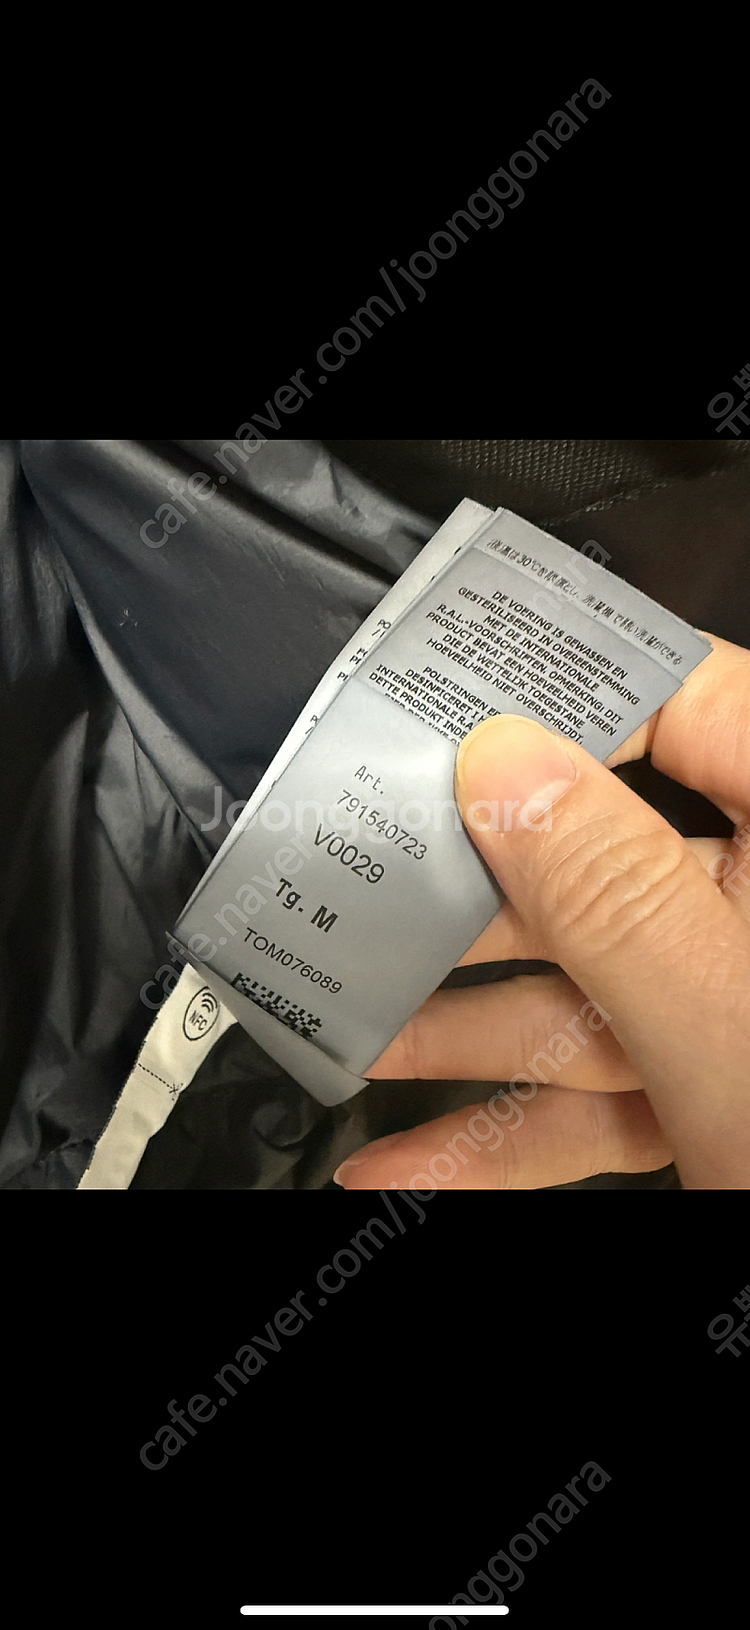 cafe.naver.com/joonggonara
DE VOERING IS GEWASSEN EN
GESTERILISEERD IN OVEREENSTEMMING
MET DE INTERNATIONALE
R.A.L.-VOORSCHRIFTEN. OPMERKING: DIT
PRODUCT BEVAT EEN HOEVEELHEID VEREN
DIE DE WETTELIJK TOEGESTANE
HOEVEELHEID NIET OVERSCHRIJDT.
POLSTRINGEN
DESINFICERET I
INTERNATIONALE R.A
DETTE PRODUKT INDE
Art.
791540723
V0029
Tg. M
TOM076089
NFC
Joonggonara
cafe.naver.com/joonggonara
cafe.naver.com/joonggonara